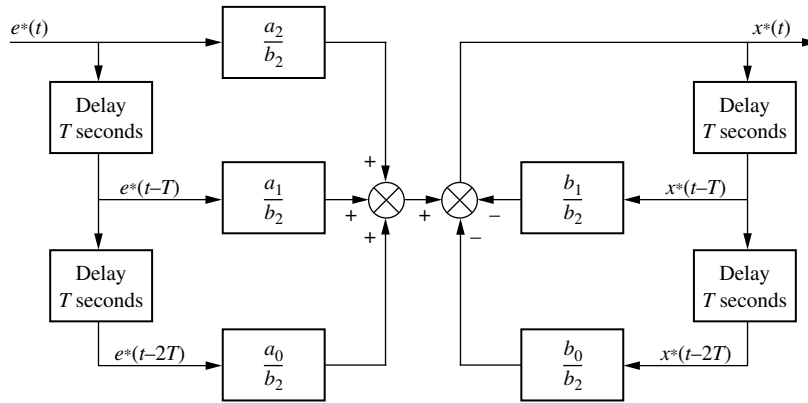 e*(t)
a₂
b₂
x*(t)
Delay
T seconds
Delay
T seconds
+
e*(t–T)
a₁
b₂
+
+
+
–
–
b₁
b₂
x*(t–T)
Delay
T seconds
Delay
T seconds
e*(t–2T)
a₀
b₂
b₀
b₂
x*(t–2T)